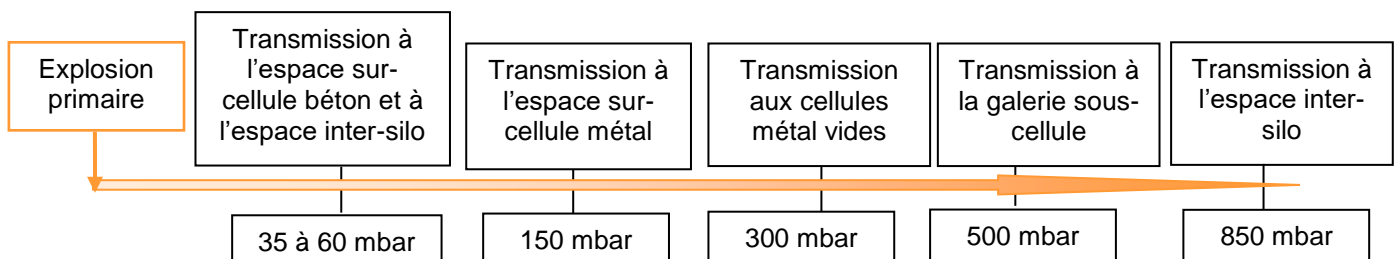 Explosion
primaire
Transmission à
l'espace sur-
cellule béton et à
l'espace inter-silo
Transmission à
l'espace sur-
cellule métal
Transmission
aux cellules
métal vides
Transmission à
la galerie sous-
cellule
Transmission à
l'espace inter-
silo
35 à 60 mbar
150 mbar
300 mbar
500 mbar
850 mbar